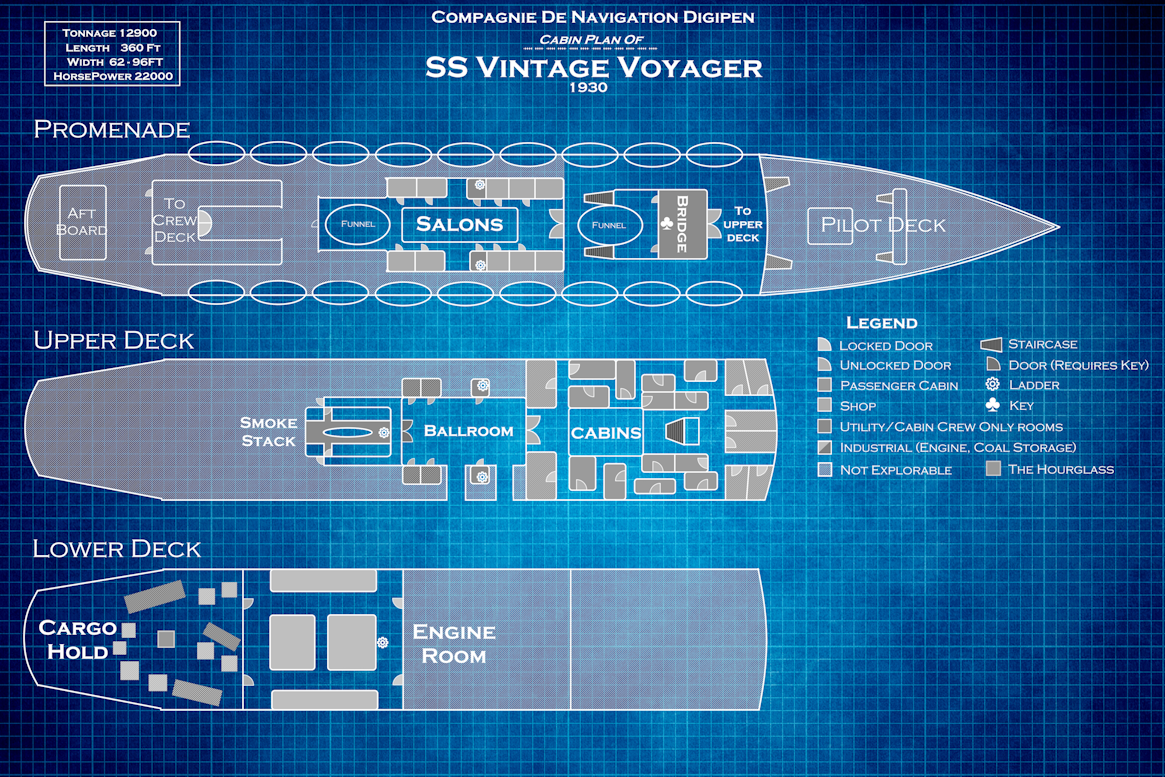 Compagnie De Navigation Digipen
Cabin Plan Of
SS Vintage Voyager
1930
Tonnage 12900
Length 360 Ft
Width 62 - 96FT
HorsePower 22000
Promenade
Aft
Board
To
Crew
Deck
Funnel
Salons
Funnel
Bridge
To
upper
deck
Pilot Deck
Upper Deck
Smoke
Stack
Ballroom
Cabins
Legend
Locked Door
Unlocked Door
Passenger Cabin
Shop
Utility/Cabin Crew Only rooms
Industrial (Engine, Coal Storage)
Not Explorable
Staircase
Door (Requires Key)
Ladder
Key
The Hourglass
Lower Deck
Cargo
Hold
Engine
Room